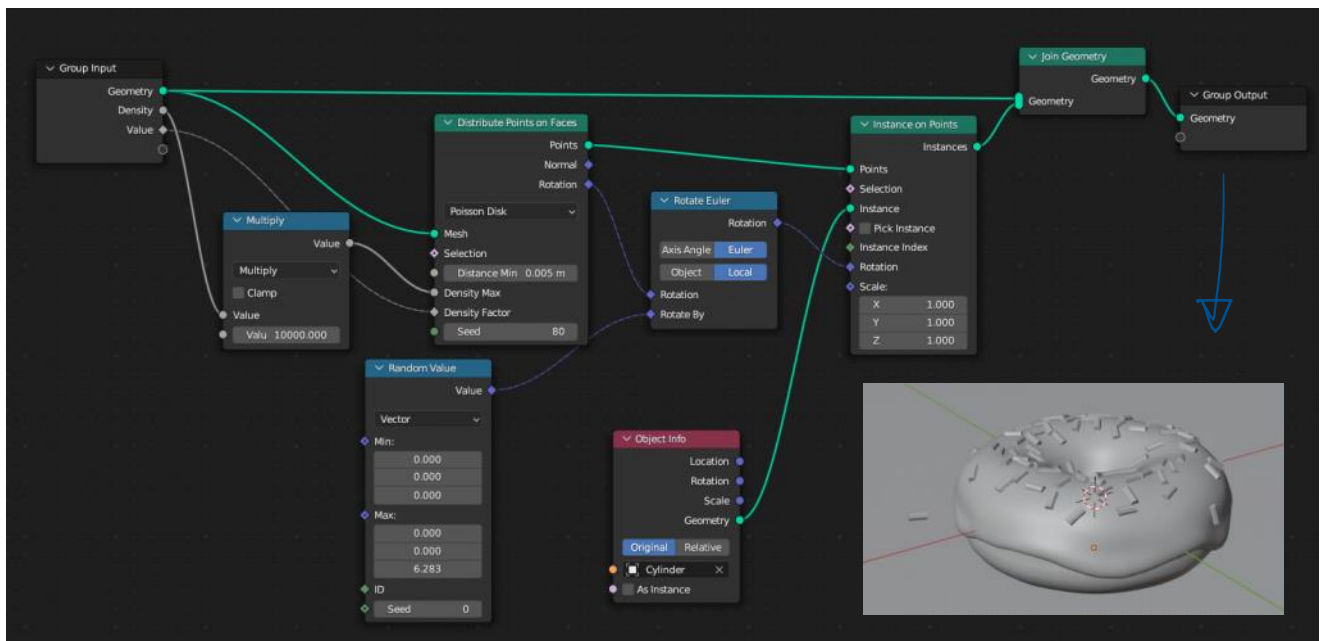 Group Input
Geometry
Density
Value
Multiply
Value
Multiply
Clamp
Value
Valu 10000.000
Distribute Points on Faces
Points
Normal
Rotation
Poisson Disk
Mesh
Selection
Distance Min 0.005 m
Density Max
Density Factor
Seed 80
Random Value
Value
Vector
Min:
0.000
0.000
0.000
Max:
0.000
0.000
6.283
ID
Seed 0
Rotate Euler
Rotation
Axis Angle Euler
Object Local
Rotation
Rotate By
Object Info
Location
Rotation
Scale
Geometry
Original Relative
Cylinder
As Instance
Instance on Points
Instances
Points
Selection
Instance
Pick Instance
Instance Index
Rotation
Scale:
X 1.000
Y 1.000
Z 1.000
Join Geometry
Geometry
Geometry
Group Output
Geometry